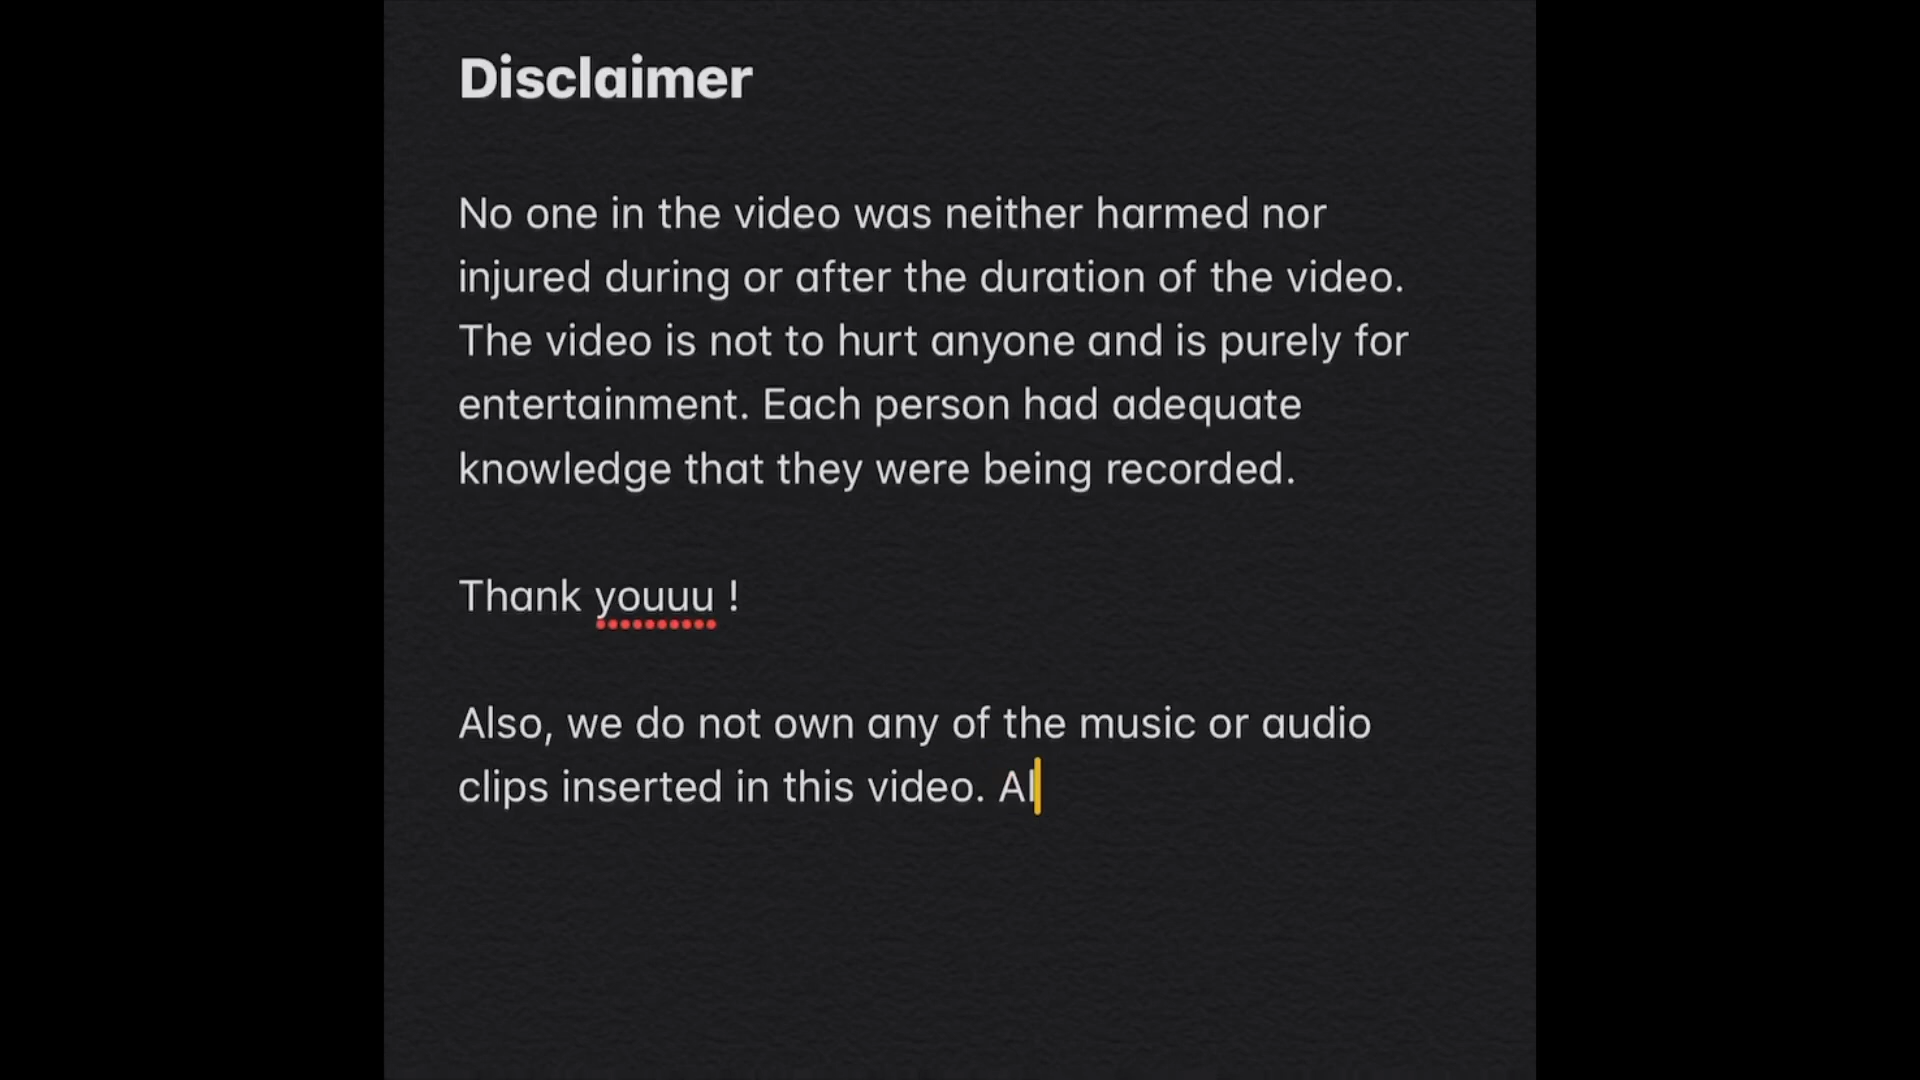 Disclaimer
No one in the video was neither harmed nor
injured during or after the duration of the video.
The video is not to hurt anyone and is purely for
entertainment. Each person had adequate
knowledge that they were being recorded.
Thank youuu !
Also, we do not own any of the music or audio
clips inserted in this video. Al